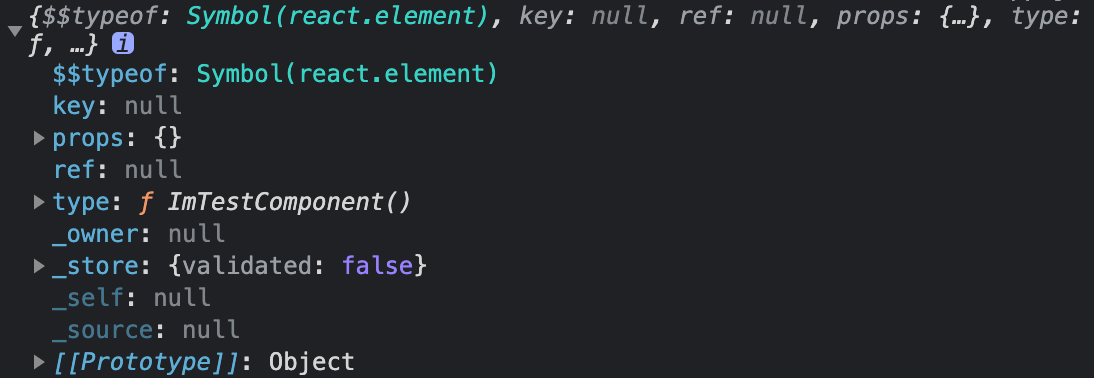 {$$typeof: Symbol(react.element), key: null, ref: null, props: {…}, type:
ƒ, …} i
$$typeof: Symbol(react.element)
key: null
props: {}
ref: null
type: ƒ ImTestComponent()
_owner: null
_store: {validated: false}
_self: null
_source: null
[[Prototype]]: Object